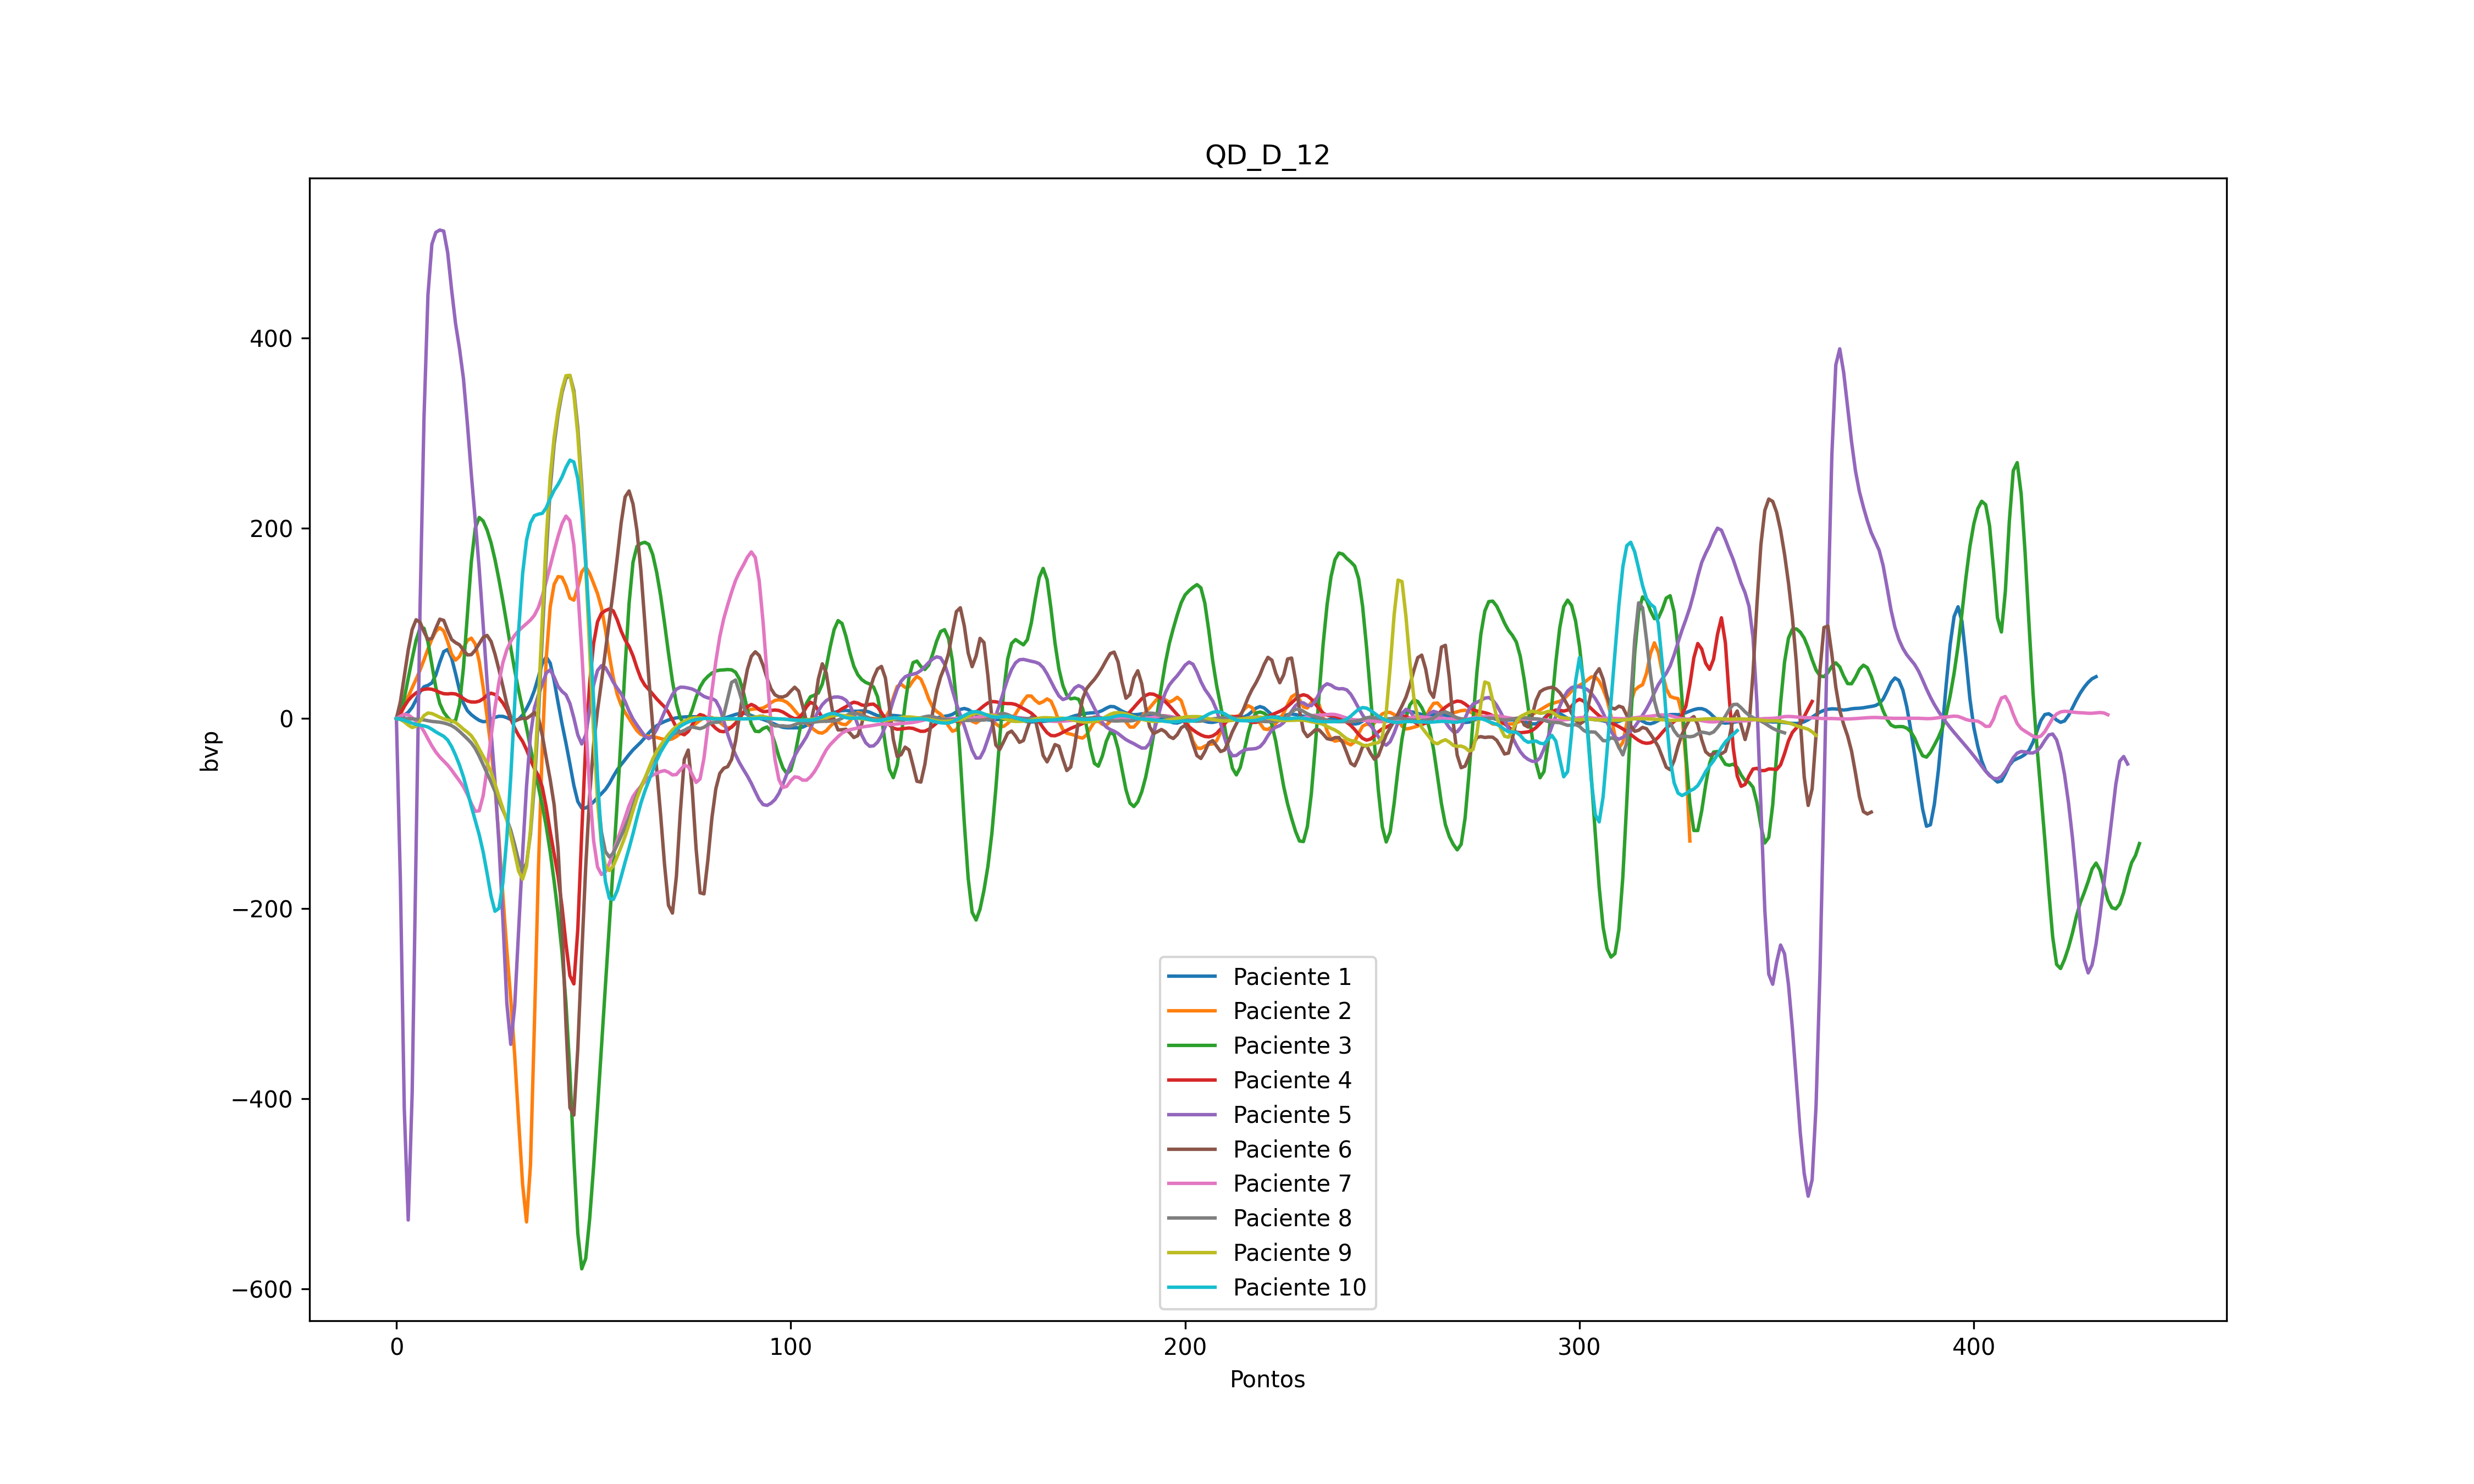 QD_D_12
bvp
400
200
0
−200
−400
−600
0 100 200 300 400
Pontos
Paciente 1
Paciente 2
Paciente 3
Paciente 4
Paciente 5
Paciente 6
Paciente 7
Paciente 8
Paciente 9
Paciente 10